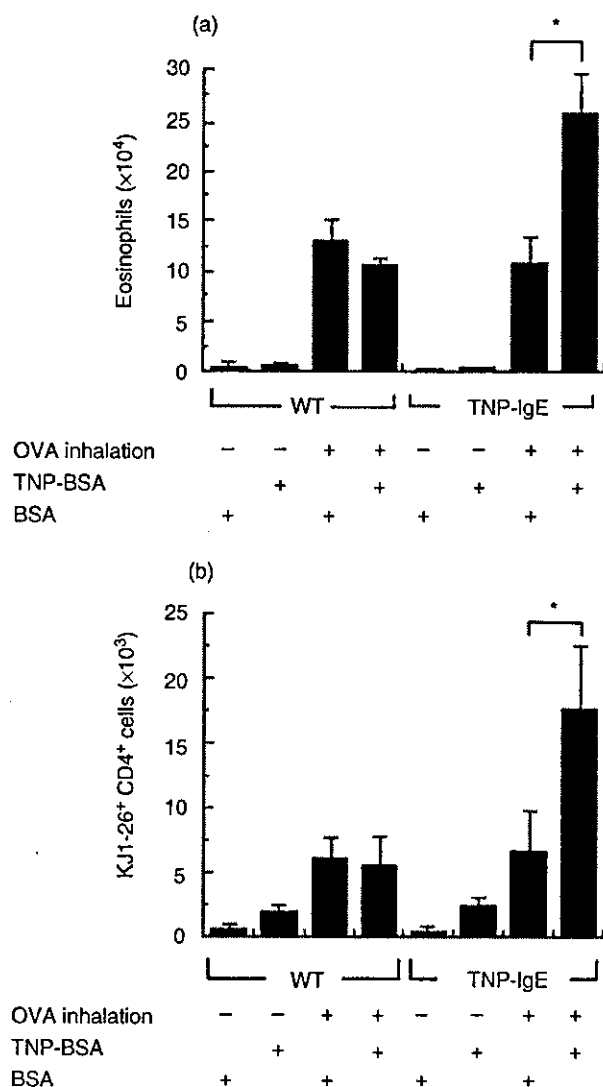 (a)
*
30
25
20
15
10
5
0
Eosinophils (×10⁴)
WT TNP-IgE
OVA inhalation – – + + – – + +
TNP-BSA + + + +
BSA + + + +
(b)
*
25
20
15
10
5
0
KJ1-26⁺ CD4⁺ cells (×10³)
WT TNP-IgE
OVA inhalation – – + + – – + +
TNP-BSA + + + +
BSA + + + +